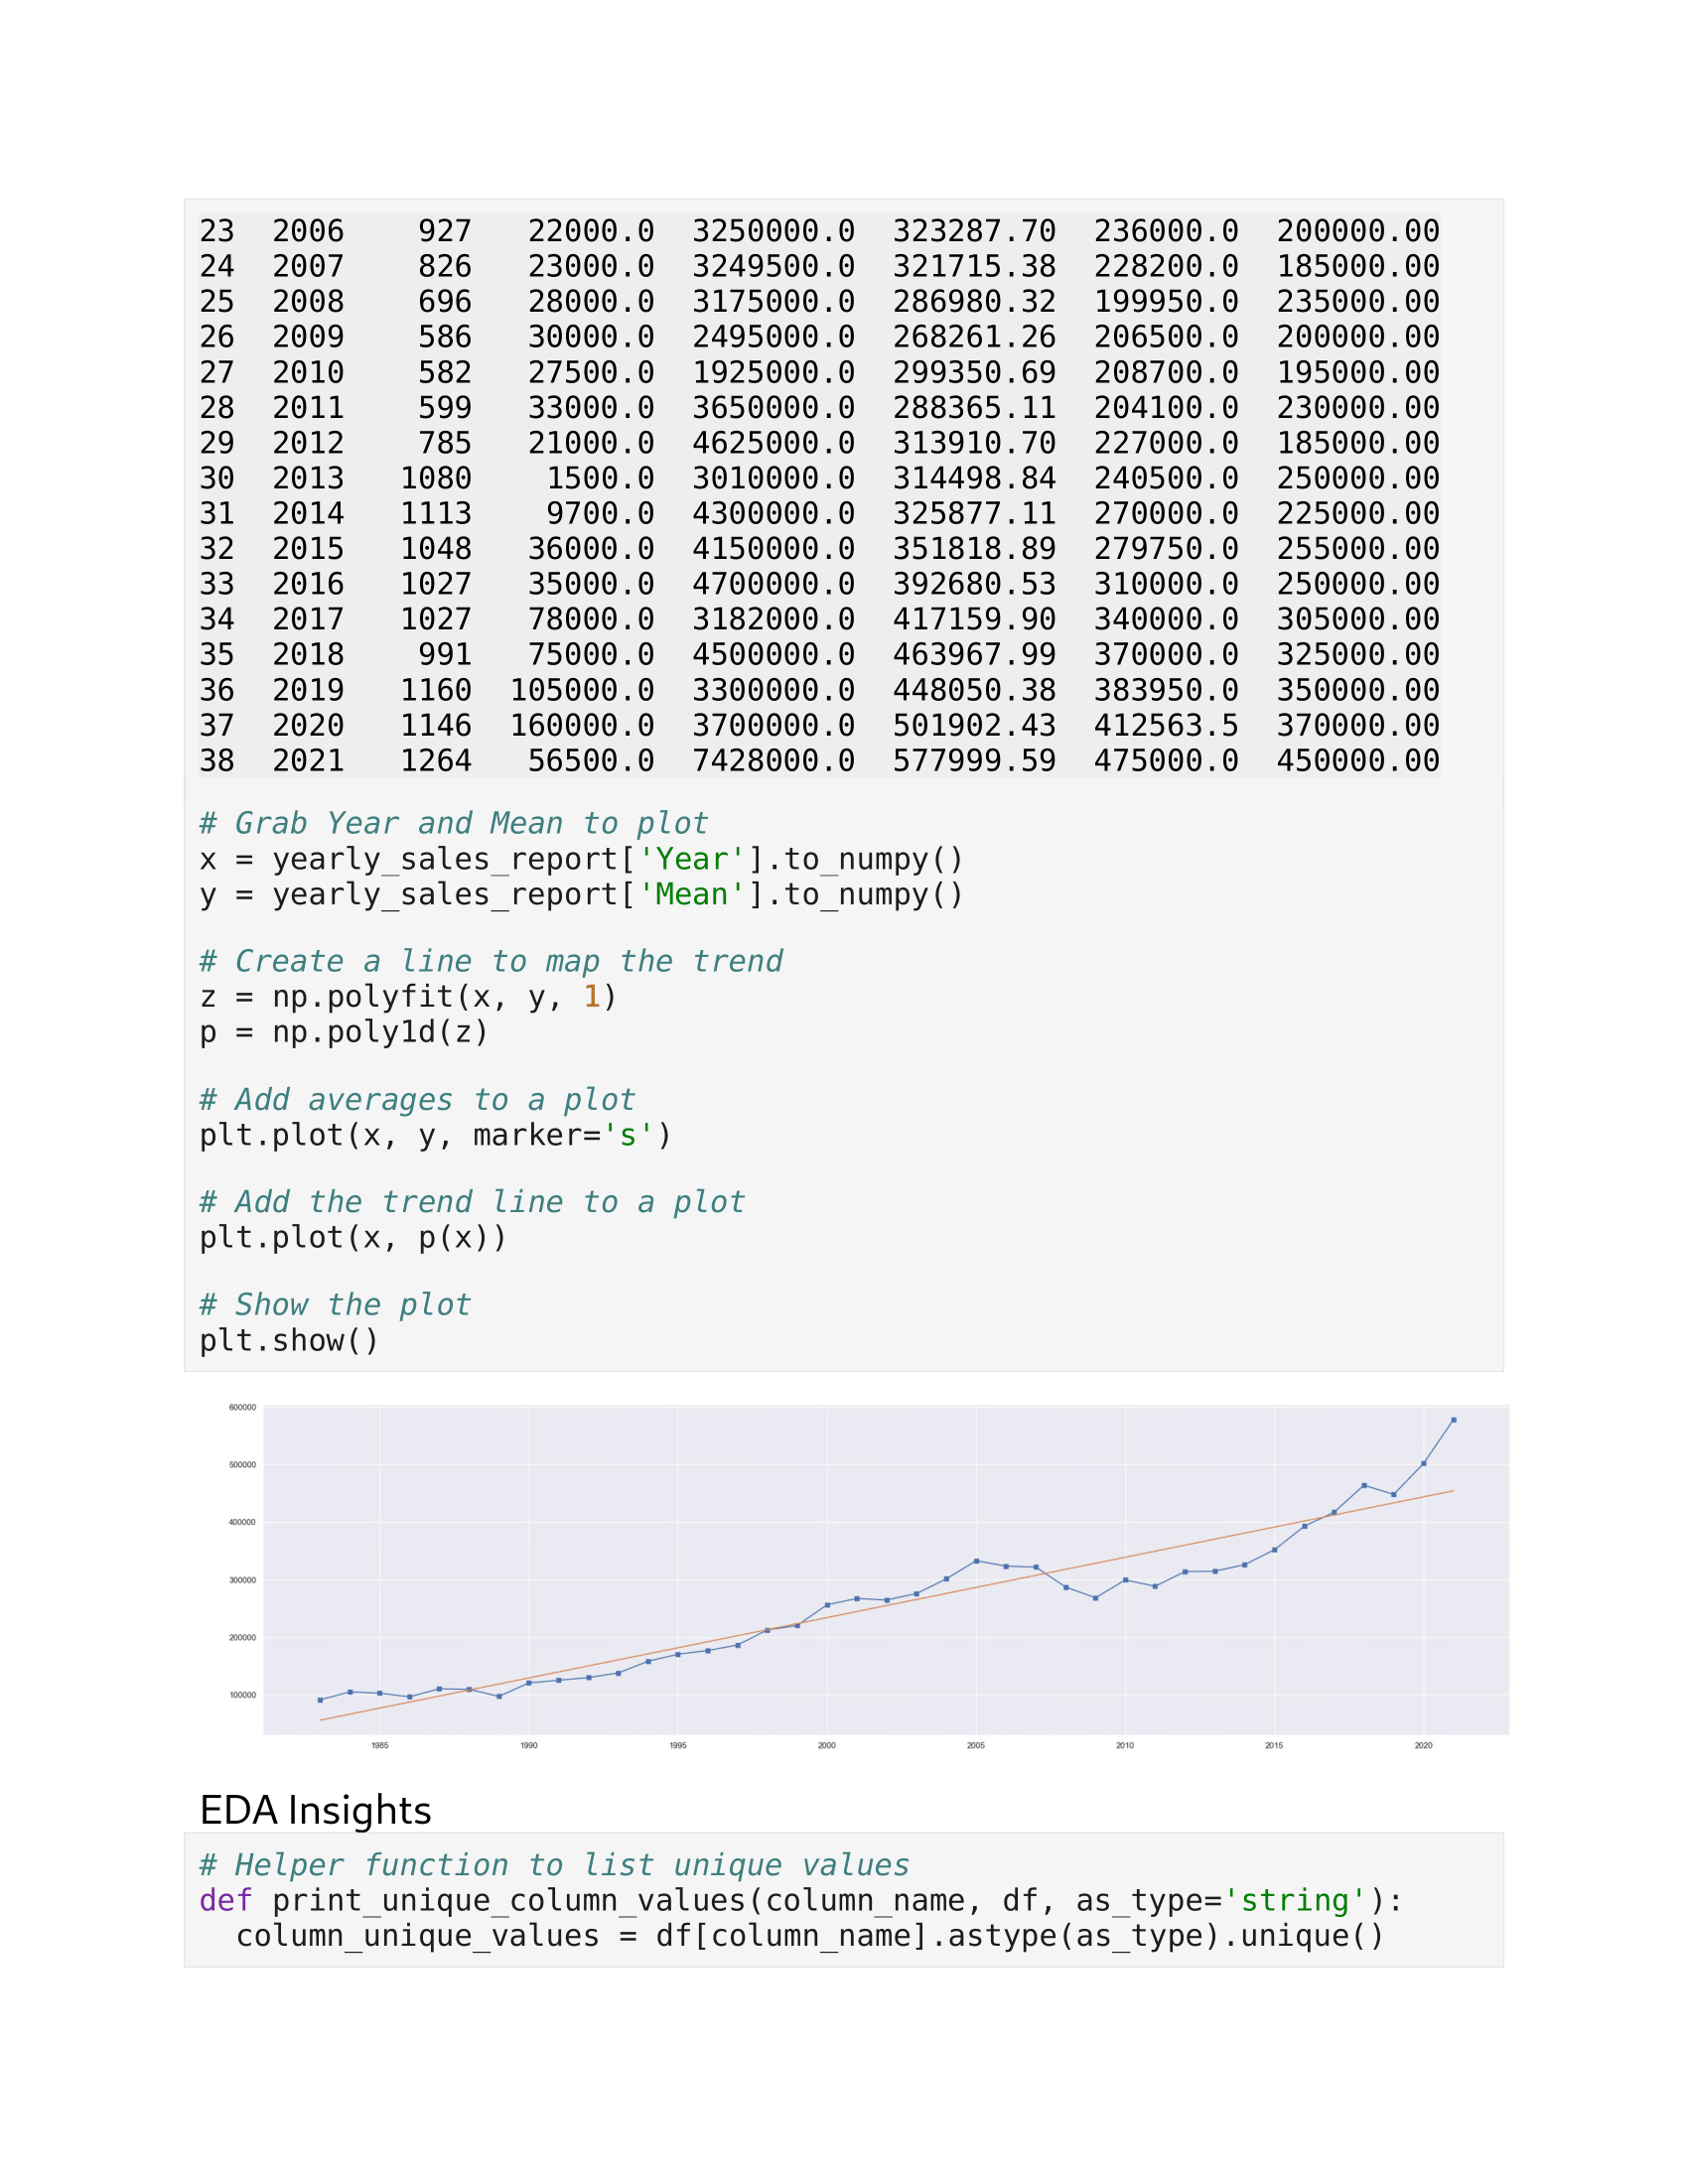 23  2006    927   22000.0  3250000.0  323287.70  236000.0  200000.00
24  2007    826   23000.0  3249500.0  321715.38  228200.0  185000.00
25  2008    696   28000.0  3175000.0  286980.32  199950.0  235000.00
26  2009    586   30000.0  2495000.0  268261.26  206500.0  200000.00
27  2010    582   27500.0  1925000.0  299350.69  208700.0  195000.00
28  2011    599   33000.0  3650000.0  288365.11  204100.0  230000.00
29  2012    785   21000.0  4625000.0  313910.70  227000.0  185000.00
30  2013   1080    1500.0  3010000.0  314498.84  240500.0  250000.00
31  2014   1113    9700.0  4300000.0  325877.11  270000.0  225000.00
32  2015   1048   36000.0  4150000.0  351818.89  279750.0  255000.00
33  2016   1027   35000.0  4700000.0  392680.53  310000.0  250000.00
34  2017   1027   78000.0  3182000.0  417159.90  340000.0  305000.00
35  2018    991   75000.0  4500000.0  463967.99  370000.0  325000.00
36  2019   1160  105000.0  3300000.0  448050.38  383950.0  350000.00
37  2020   1146  160000.0  3700000.0  501902.43  412563.5  370000.00
38  2021   1264   56500.0  7428000.0  577999.59  475000.0  450000.00
# Grab Year and Mean to plot
x = yearly_sales_report['Year'].to_numpy()
y = yearly_sales_report['Mean'].to_numpy()
# Create a line to map the trend
z = np.polyfit(x, y, 1)
p = np.poly1d(z)
# Add averages to a plot
plt.plot(x, y, marker='s')
# Add the trend line to a plot
plt.plot(x, p(x))
# Show the plot
plt.show()
600000
500000
400000
300000
200000
100000
1985 1990 1995 2000 2005 2010 2015 2020
EDA Insights
# Helper function to list unique values
def print_unique_column_values(column_name, df, as_type='string'):
  column_unique_values = df[column_name].astype(as_type).unique()